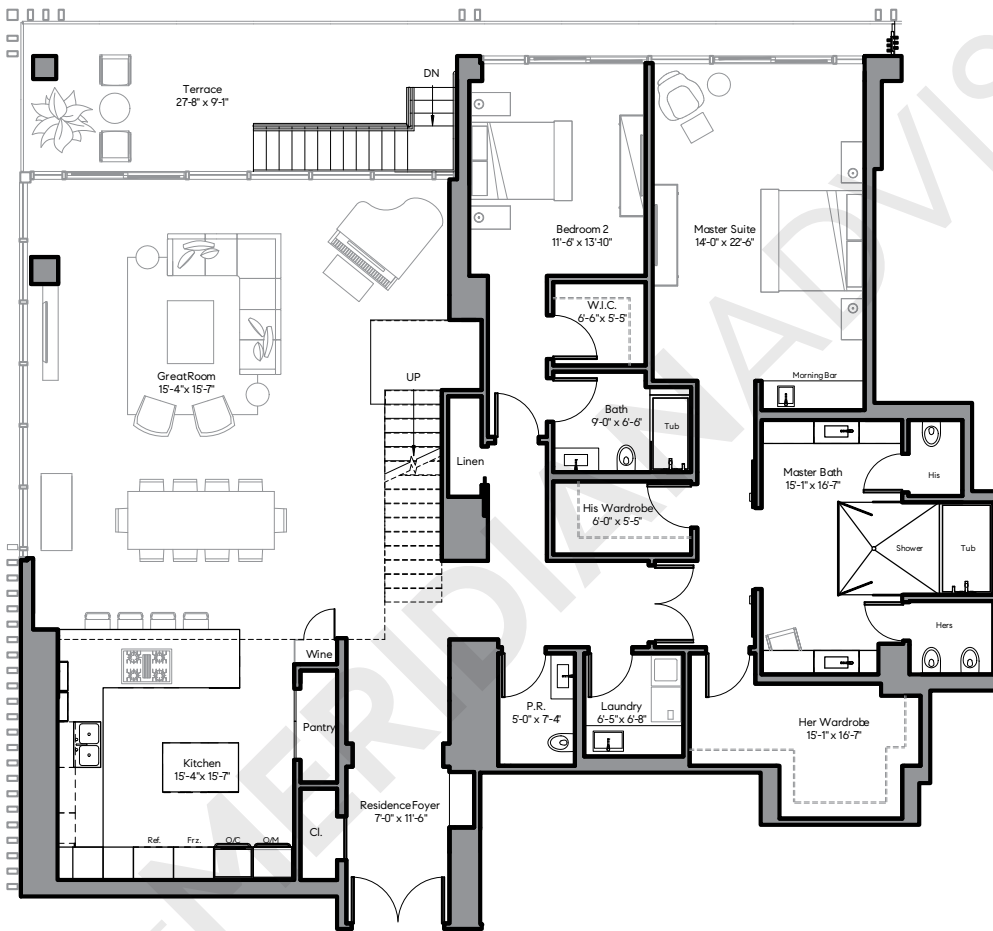 DN
Terrace
27'-8" x 9'-1"
Bedroom 2
11'-6" x 13'-10"
Master Suite
14'-0" x 22'-6"
W.I.C.
6'-6" x 5'-5"
GreatRoom
15'-4"x 15'-7"
UP
Morning Bar
Bath
9'-0" x 6'-6"
Tub
Linen
Master Bath
15'-1" x 16'-7"
His
His Wardrobe
6'-0" x 5'-5"
Shower
Tub
Hers
Wine
P.R.
5'-0" x 7'-4"
Laundry
6'-5" x 6'-8"
Her Wardrobe
15'-1" x 16'-7"
Pantry
Kitchen
15'-4"x 15'-7"
Residence Foyer
7'-0" x 11'-6"
Cl.
Ref.
Frz.
O/C
O/M
MERIDIAN ADVIS